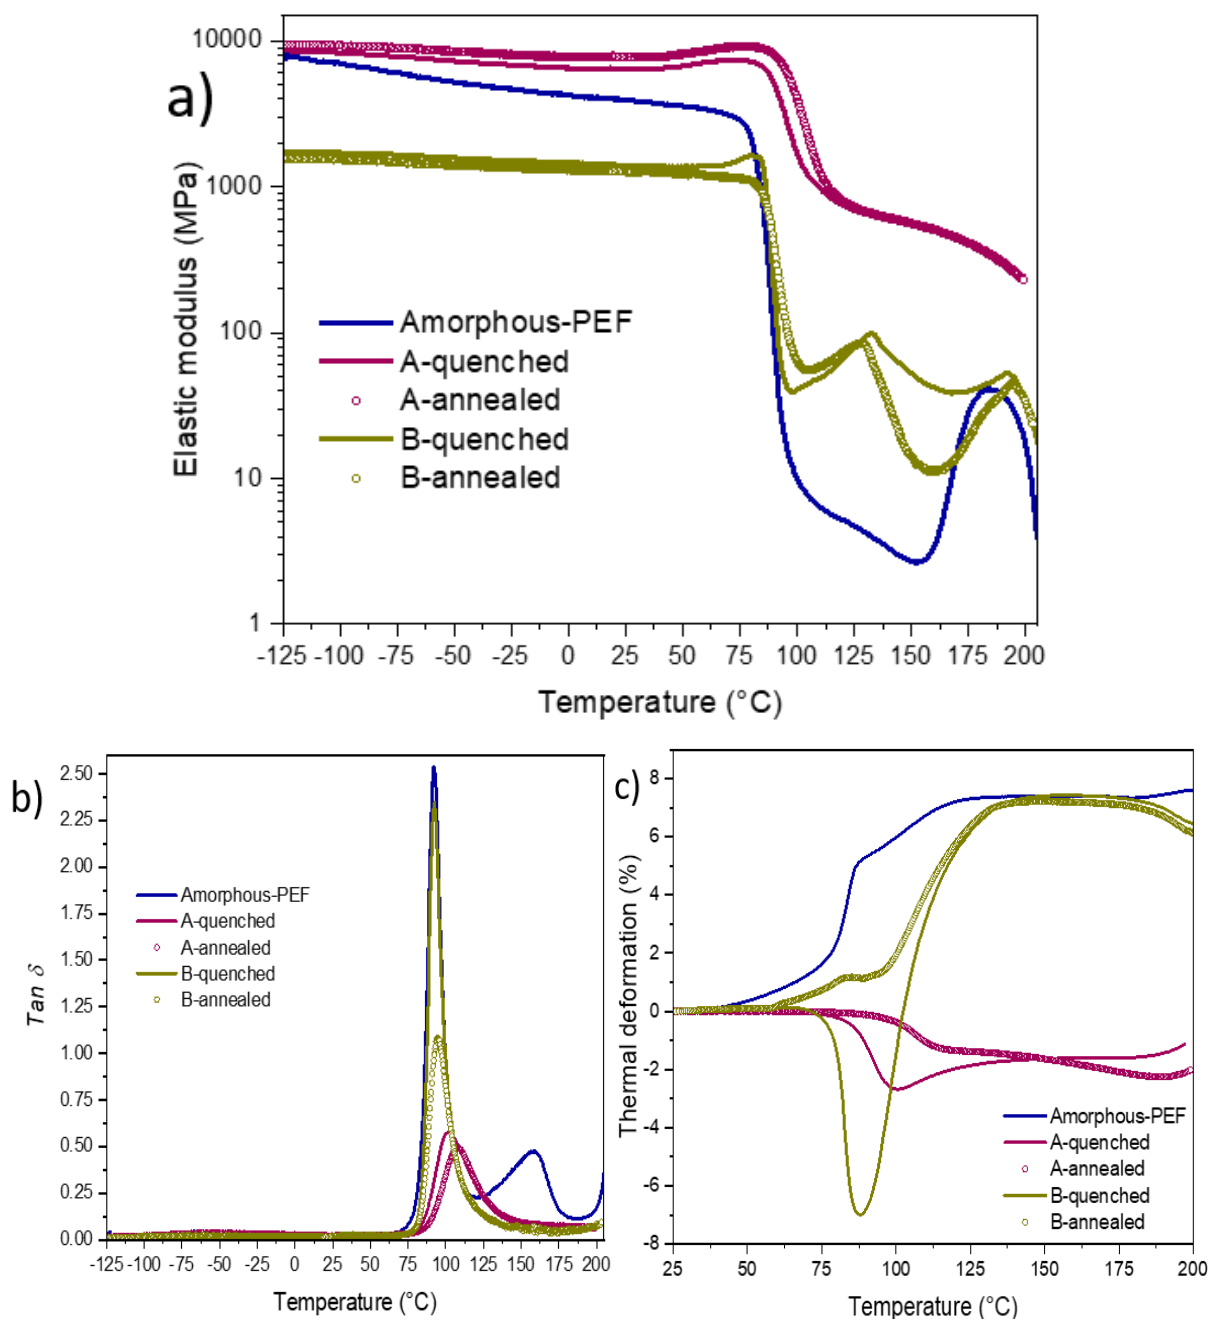 a)
Elastic modulus (MPa)
10000
1000
100
10
1
Amorphous-PEF
A-quenched
A-annealed
B-quenched
B-annealed
-125 -100 -75 -50 -25 0 25 50 75 100 125 150 175 200
Temperature (°C)
b)
Tan δ
2.50
2.25
2.00
1.75
1.50
1.25
1.00
0.75
0.50
0.25
0.00
Amorphous-PEF
A-quenched
A-annealed
B-quenched
B-annealed
-125 -100 -75 -50 -25 0 25 50 75 100 125 150 175 200
Temperature (°C)
c)
Thermal deformation (%)
8
6
4
2
0
-2
-4
-6
-8
Amorphous-PEF
A-quenched
A-annealed
B-quenched
B-annealed
25 50 75 100 125 150 175 200
Temperature (°C)